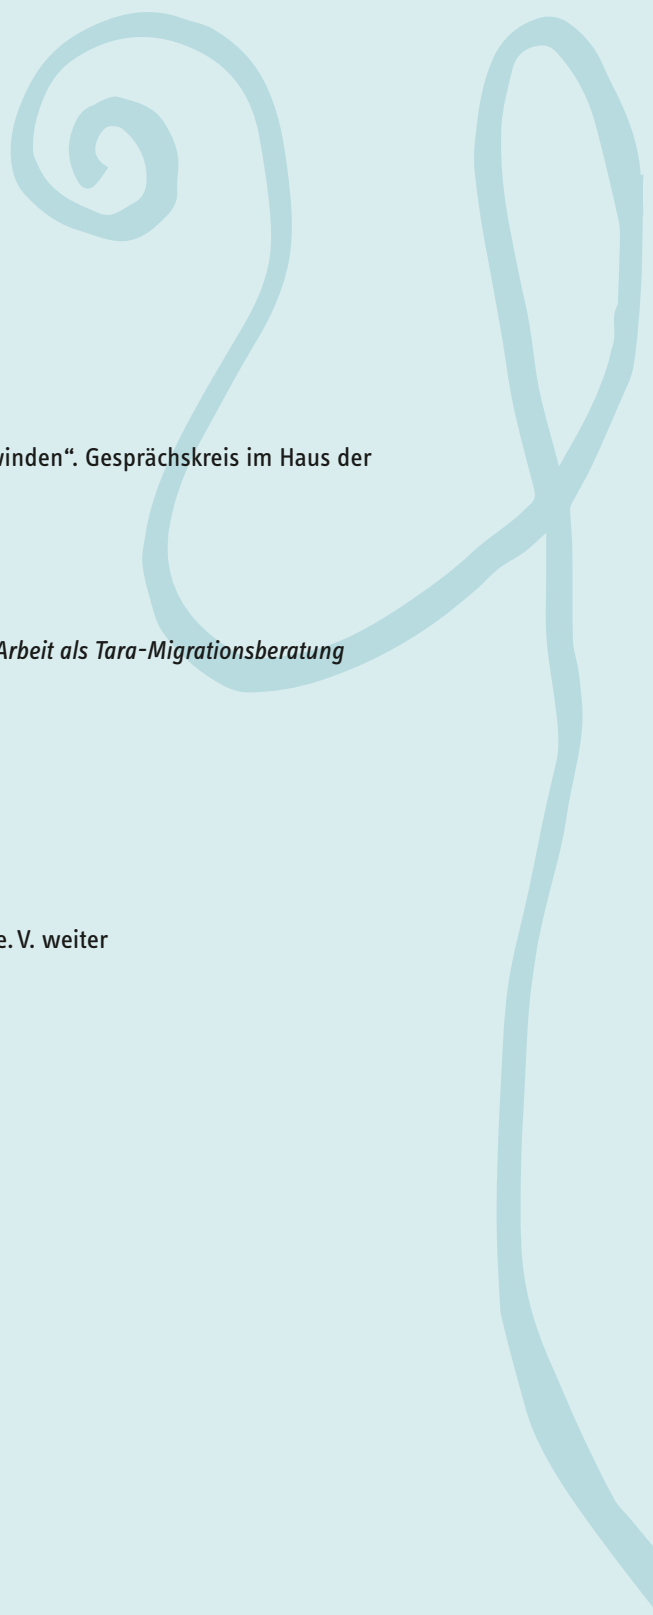 winden“. Gesprächskreis im Haus der
Arbeit als Tara-Migrationsberatung
e. V. weiter